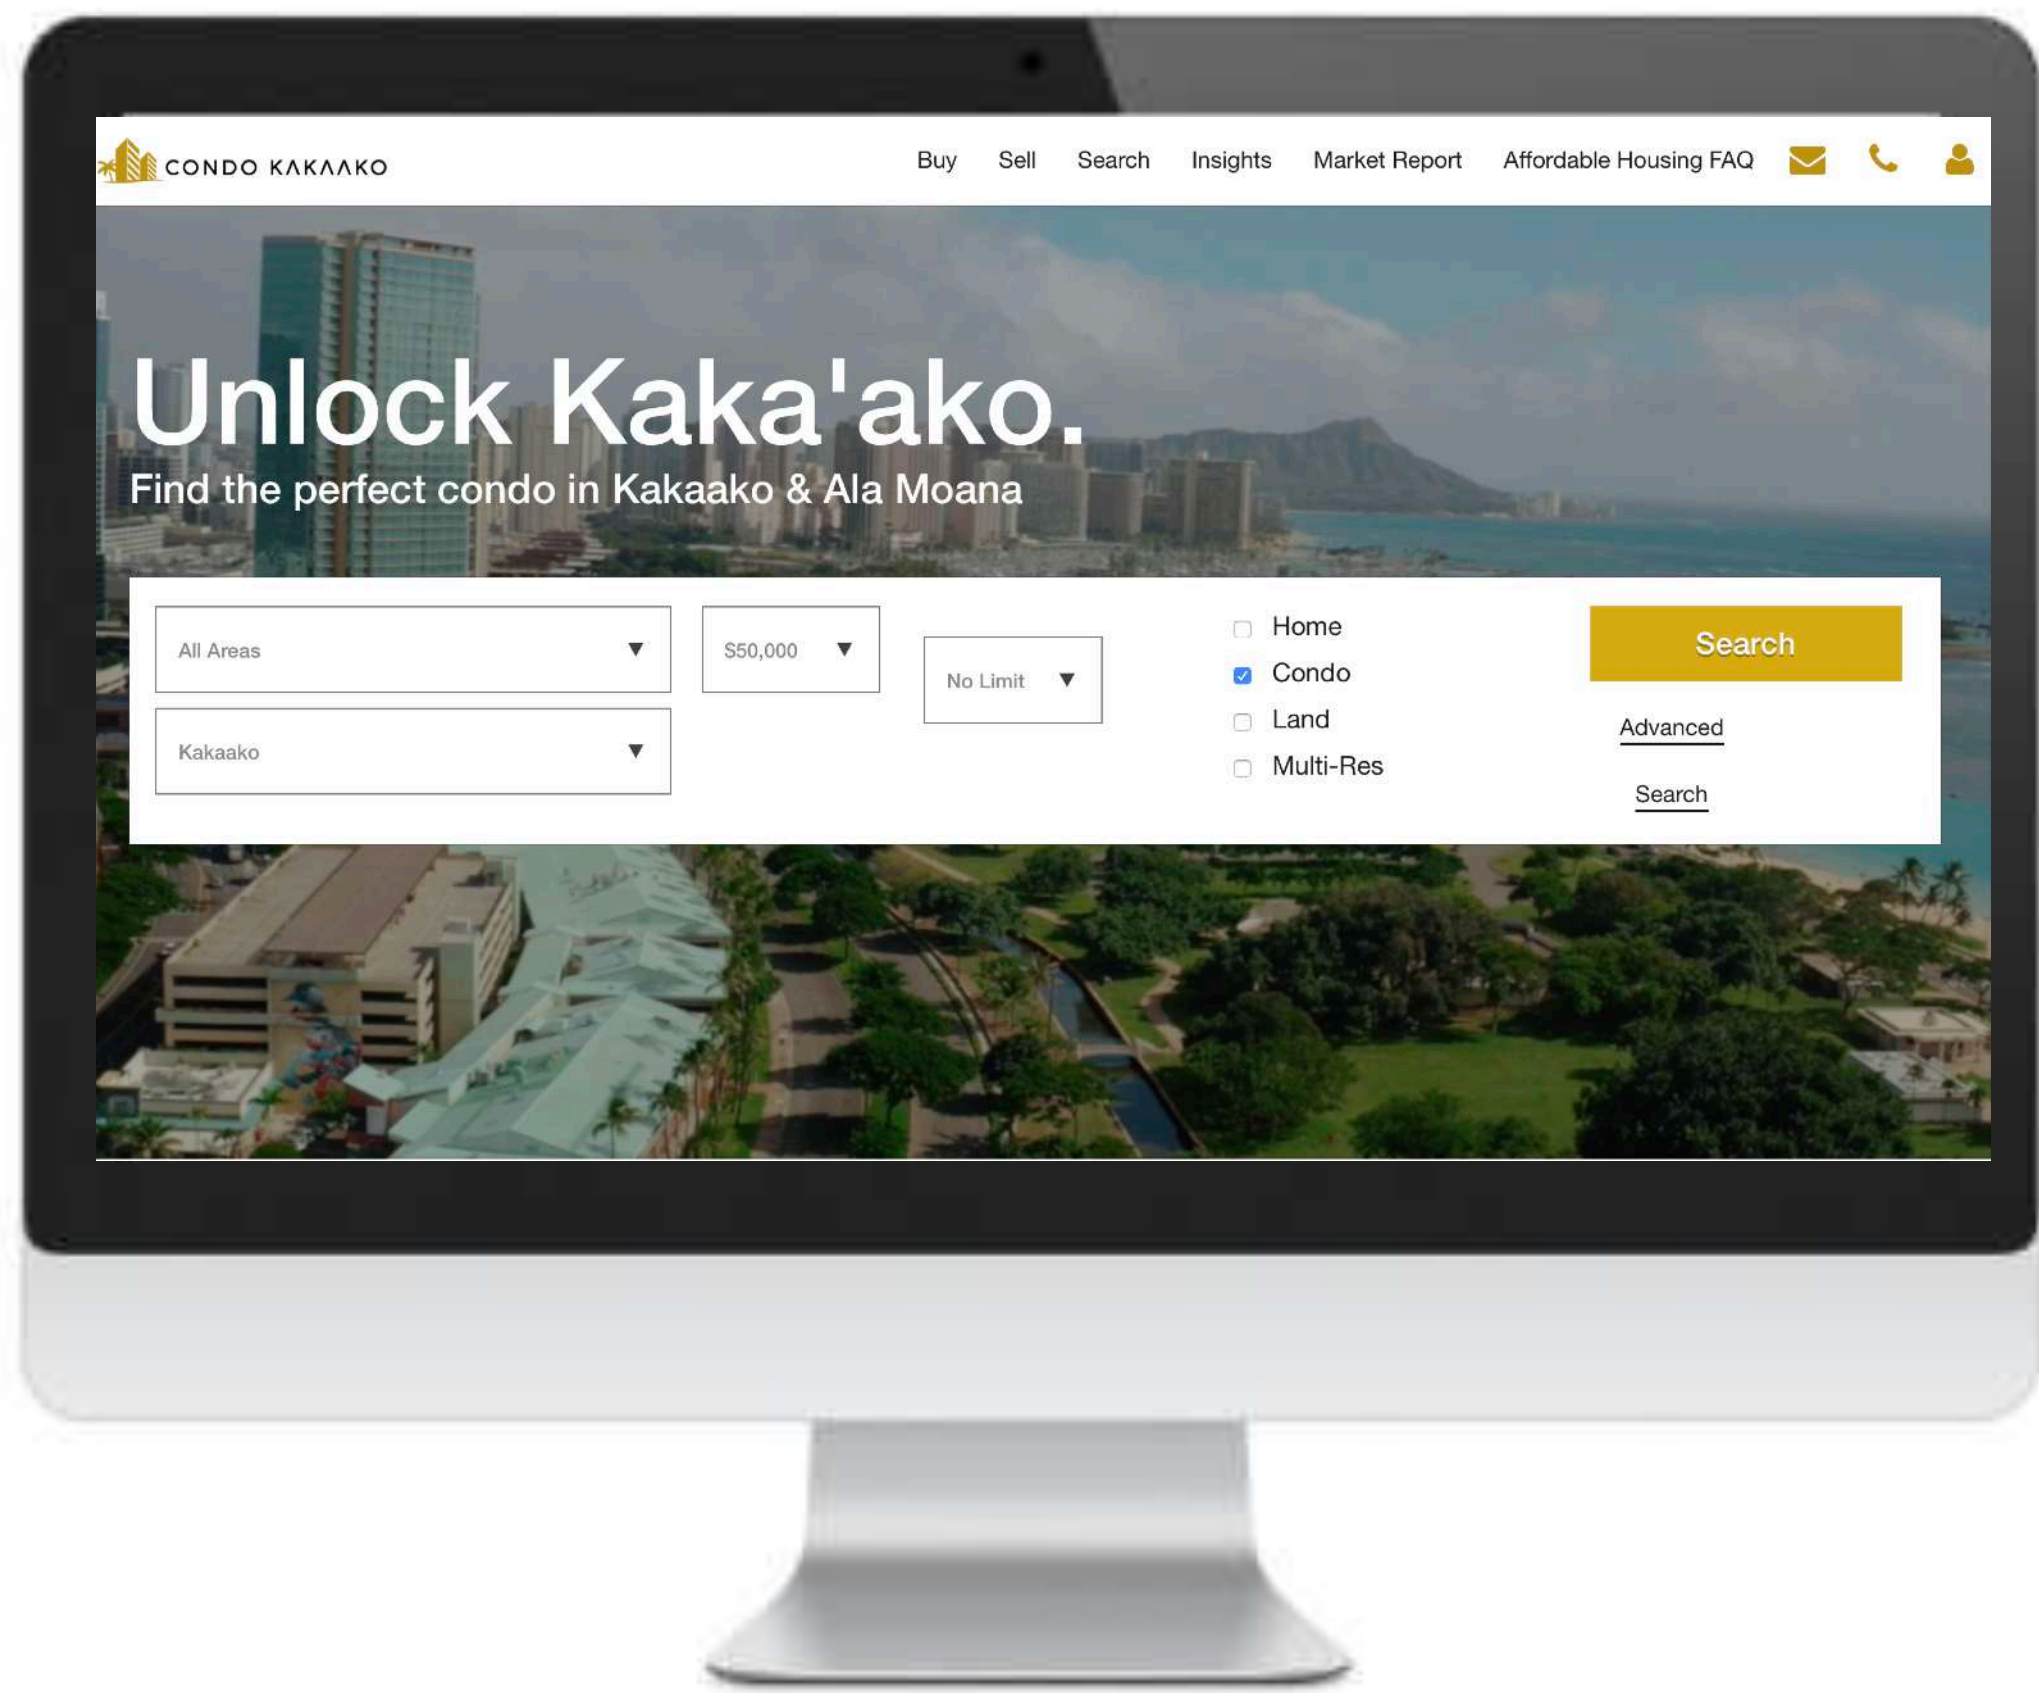 CONDO KAKAAKO
Buy Sell Search Insights Market Report Affordable Housing FAQ
Unlock Kaka'ako.
Find the perfect condo in Kakaako & Ala Moana
All Areas
$50,000
No Limit
Kakaako
Home
Condo
Land
Multi-Res
Search
Advanced
Search